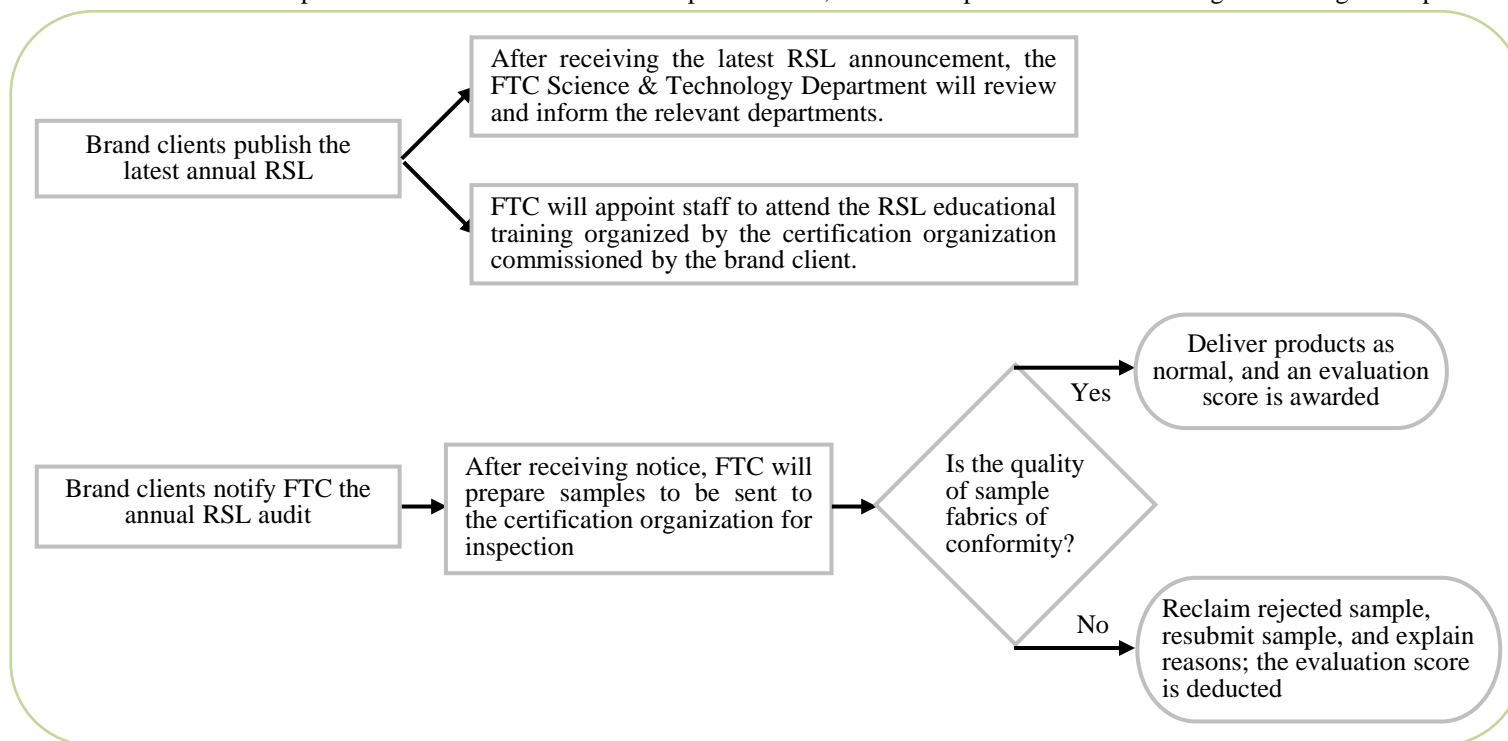 After receiving the latest RSL announcement, the
FTC Science & Technology Department will review
and inform the relevant departments.
Brand clients publish the
latest annual RSL
FTC will appoint staff to attend the RSL educational
training organized by the certification organization
commissioned by the brand client.
Deliver products as
normal, and an evaluation
score is awarded
Yes
Brand clients notify FTC the
annual RSL audit
After receiving notice, FTC will
prepare samples to be sent to
the certification organization for
inspection
Is the quality
of sample
fabrics of
conformity?
No
Reclaim rejected sample,
resubmit sample, and explain
reasons; the evaluation score
is deducted